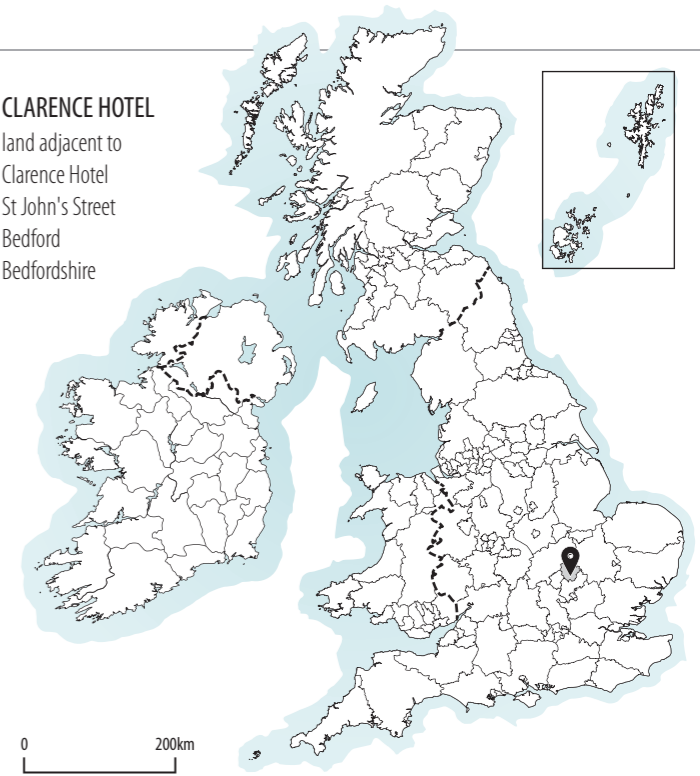 CLARENCE HOTEL
land adjacent to
Clarence Hotel
St John's Street
Bedford
Bedfordshire
0 200km